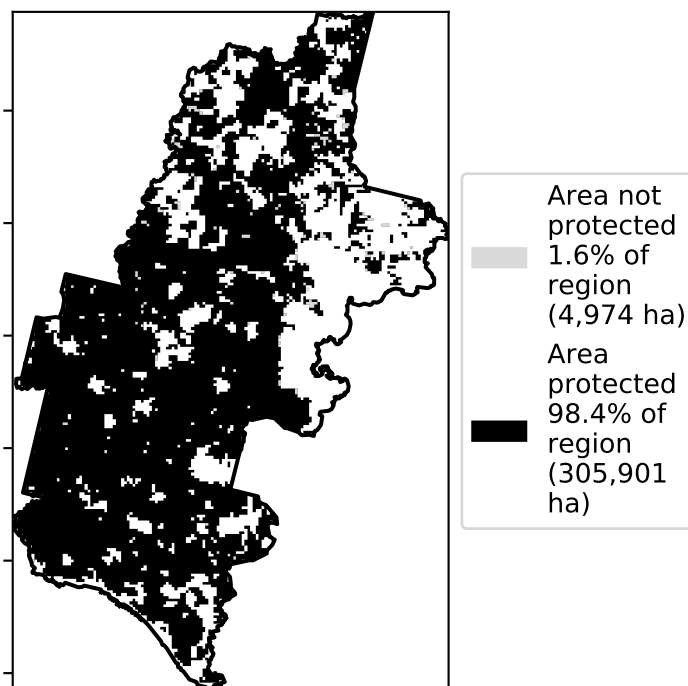 Area not
protected
1.6% of
region
(4,974 ha)
Area
protected
98.4% of
region
(305,901
ha)